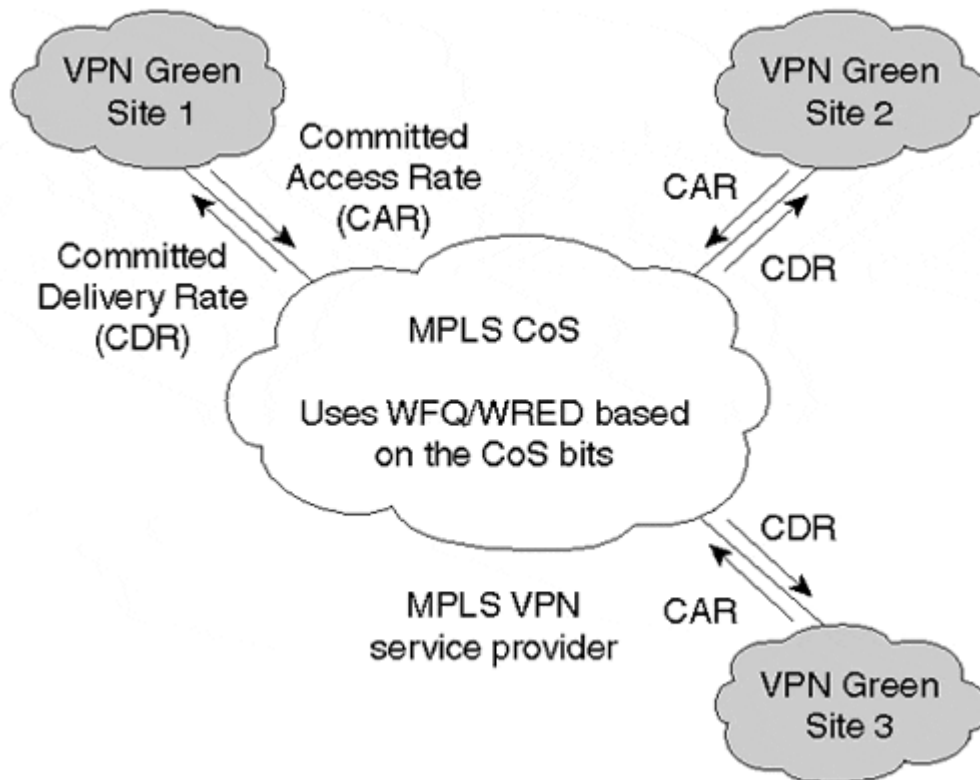 VPN Green
Site 1
VPN Green
Site 2
Committed
Access Rate
(CAR)
CAR
Committed
Delivery Rate
(CDR)
CDR
MPLS CoS
Uses WFQ/WRED based
on the CoS bits
CDR
CAR
MPLS VPN
service provider
VPN Green
Site 3